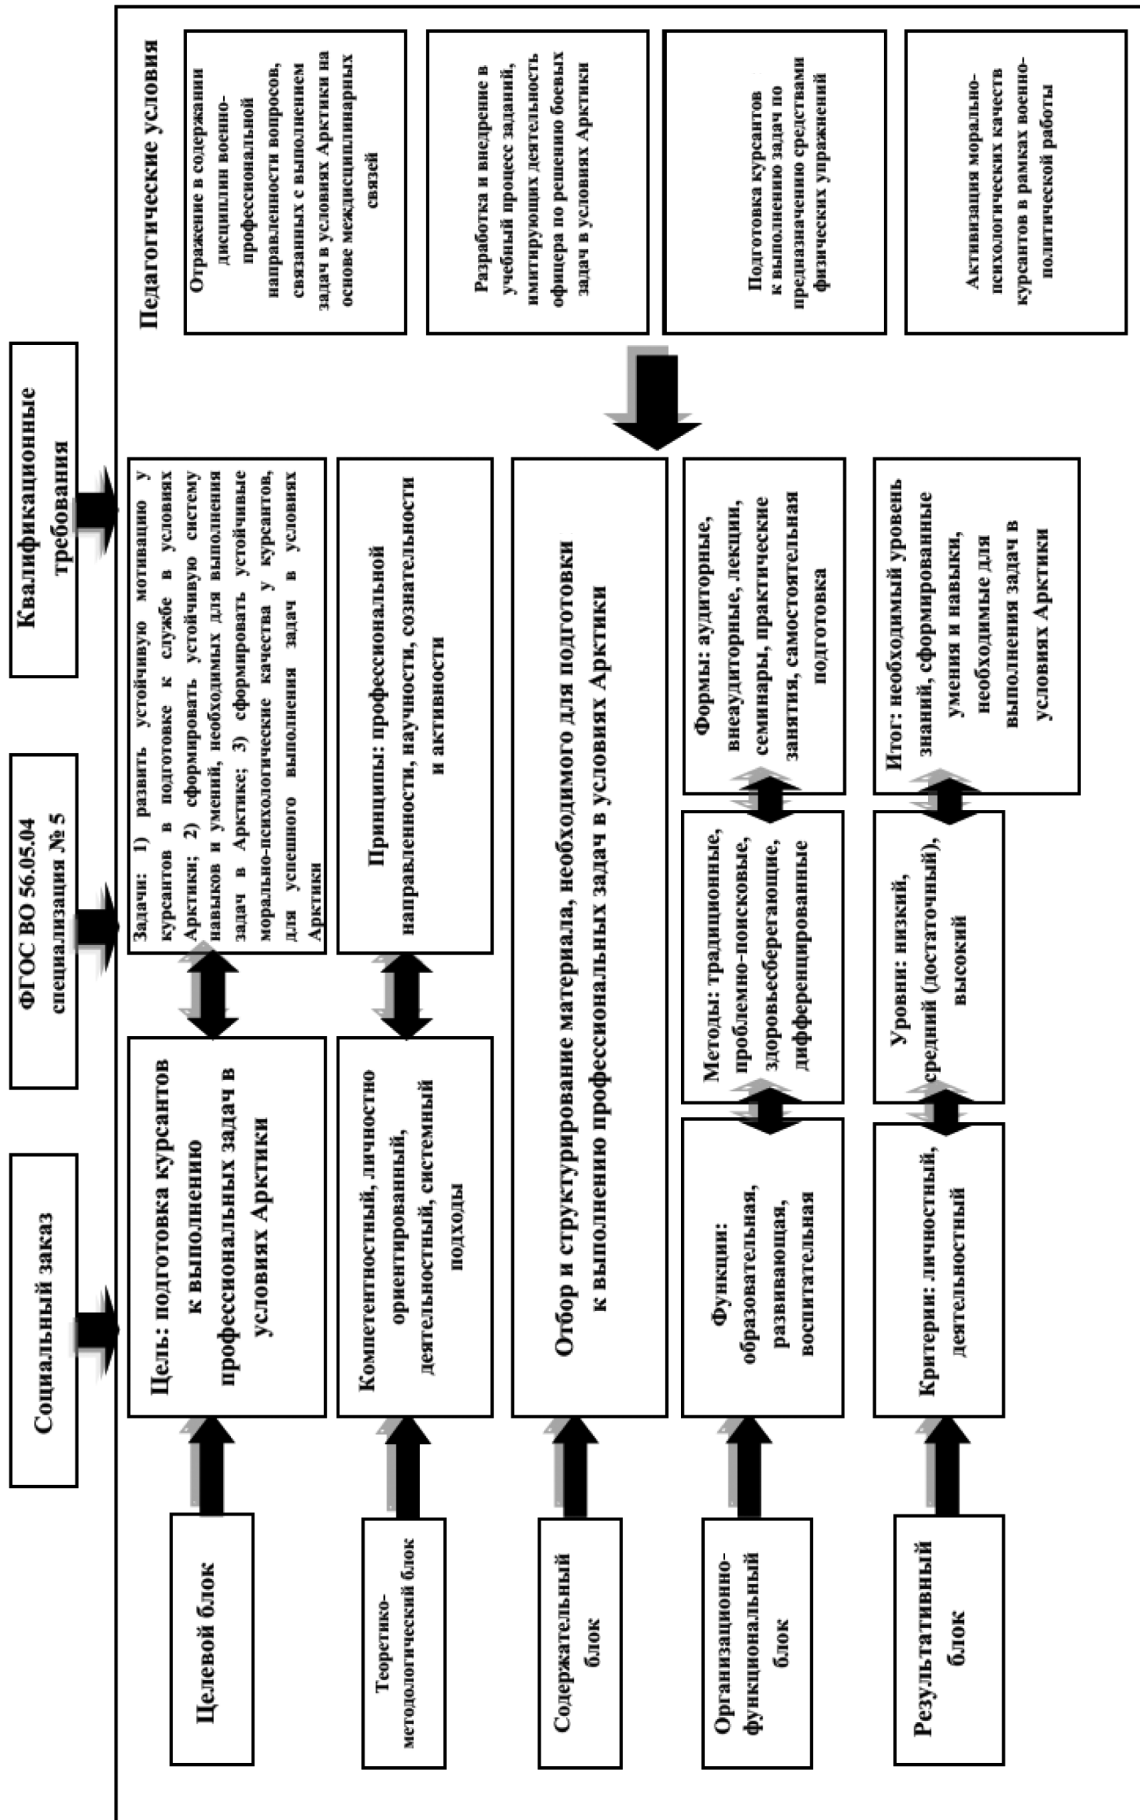 Социальный заказ
ФГОС ВО 56.05.04
специализация № 5
Квалификационные
требования
Целевой блок
Цель: подготовка курсантов
к выполнению
профессиональных задач в
условиях Арктики
Задачи: 1) развить устойчивую мотивацию у
курсантов в подготовке к службе в условиях
Арктики; 2) сформировать устойчивую систему
навыков и умений, необходимых для выполнения
задач в Арктике; 3) сформировать устойчивые
морально-психологические качества у курсантов,
для успешного выполнения задач в условиях
Арктики
Теоретико-
методологический блок
Компетентностный, личностно
ориентированный,
деятельностный, системный
подходы
Принципы: профессиональной
направленности, научности, сознательности
и активности
Содержательный
блок
Отбор и структурирование материала, необходимого для подготовки
к выполнению профессиональных задач в условиях Арктики
Организационно-
функциональный
блок
Функции:
образовательная,
развивающая,
воспитательная
Методы: традиционные,
проблемно-поисковые,
здоровьесберегающие,
дифференцированные
Формы: аудиторные,
внеаудиторные, лекции,
семинары, практические
занятия, самостоятельная
подготовка
Результативный
блок
Критерии: личностный,
деятельностный
Уровни: низкий,
средний (достаточный),
высокий
Итог: необходимый уровень
знаний, сформированные
умения и навыки,
необходимые для
выполнения задач в
условиях Арктики
Педагогические условия
Отражение в содержании
дисциплин военно-
профессиональной
направленности вопросов,
связанных с выполнением
задач в условиях Арктики на
основе междисциплинарных
связей
Разработка и внедрение в
учебный процесс заданий,
имитирующих деятельность
офицера по решению боевых
задач в условиях Арктики
Подготовка курсантов
к выполнению задач по
предназначению средствами
физических упражнений
Активизация морально-
психологических качеств
курсантов в рамках военно-
политической работы